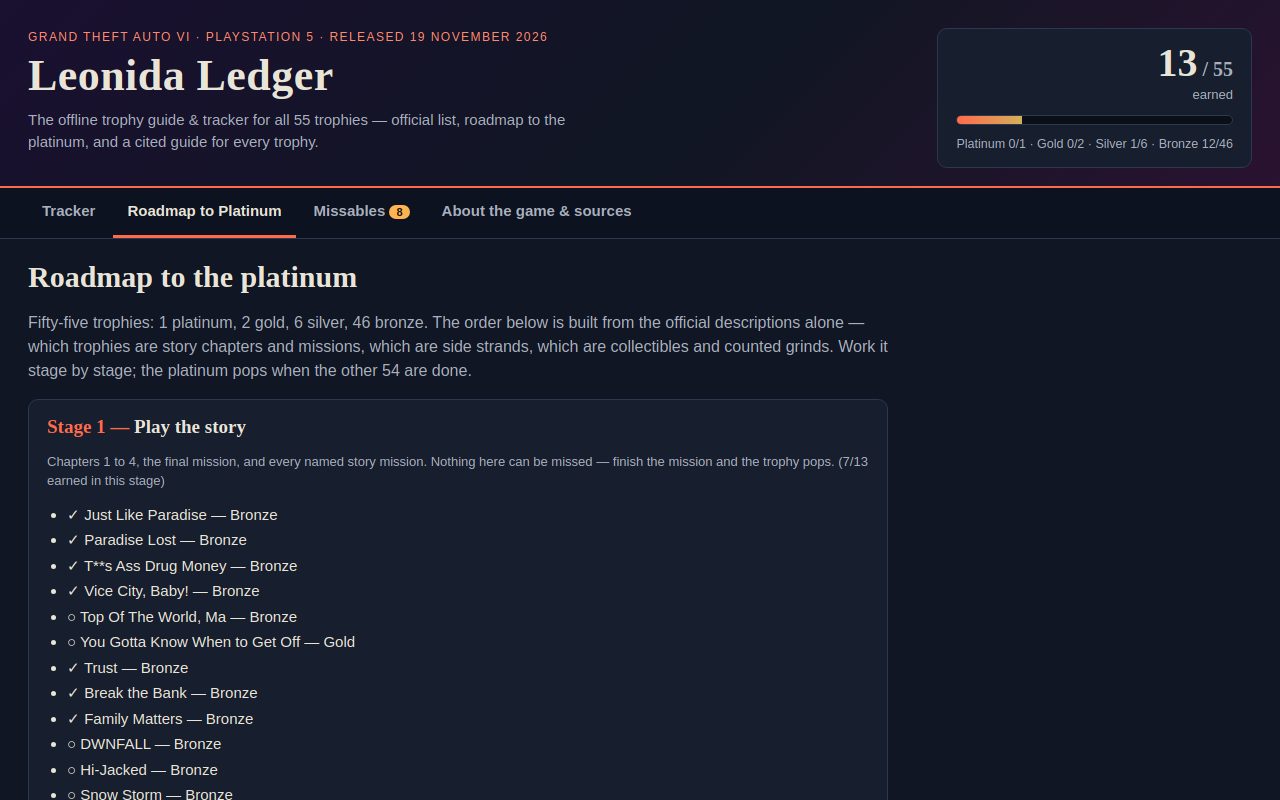 GRAND THEFT AUTO VI · PLAYSTATION 5 · RELEASED 19 NOVEMBER 2026
Leonida Ledger
The offline trophy guide & tracker for all 55 trophies — official list, roadmap to the
platinum, and a cited guide for every trophy.
13 / 55
earned
Platinum 0/1 · Gold 0/2 · Silver 1/6 · Bronze 12/46
Tracker
Roadmap to Platinum
Missables 8
About the game & sources
Roadmap to the platinum
Fifty-five trophies: 1 platinum, 2 gold, 6 silver, 46 bronze. The order below is built from the official descriptions alone —
which trophies are story chapters and missions, which are side strands, which are collectibles and counted grinds. Work it
stage by stage; the platinum pops when the other 54 are done.
Stage 1 — Play the story
Chapters 1 to 4, the final mission, and every named story mission. Nothing here can be missed — finish the mission and the trophy pops. (7/13
earned in this stage)
• ✓ Just Like Paradise — Bronze
• ✓ Paradise Lost — Bronze
• ✓ T**s Ass Drug Money — Bronze
• ✓ Vice City, Baby! — Bronze
• ○ Top Of The World, Ma — Bronze
• ○ You Gotta Know When to Get Off — Gold
• ✓ Trust — Bronze
• ✓ Break the Bank — Bronze
• ✓ Family Matters — Bronze
• ○ DWNFALL — Bronze
• ○ Hi-Jacked — Bronze
• ○ Snow Storm — Bronze